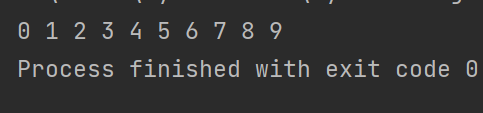 0 1 2 3 4 5 6 7 8 9
Process finished with exit code 0